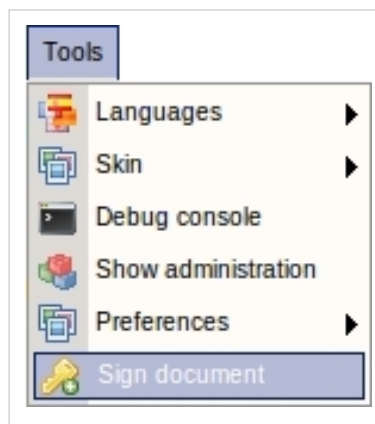 Tools
Languages
Skin
Debug console
Show administration
Preferences
Sign document